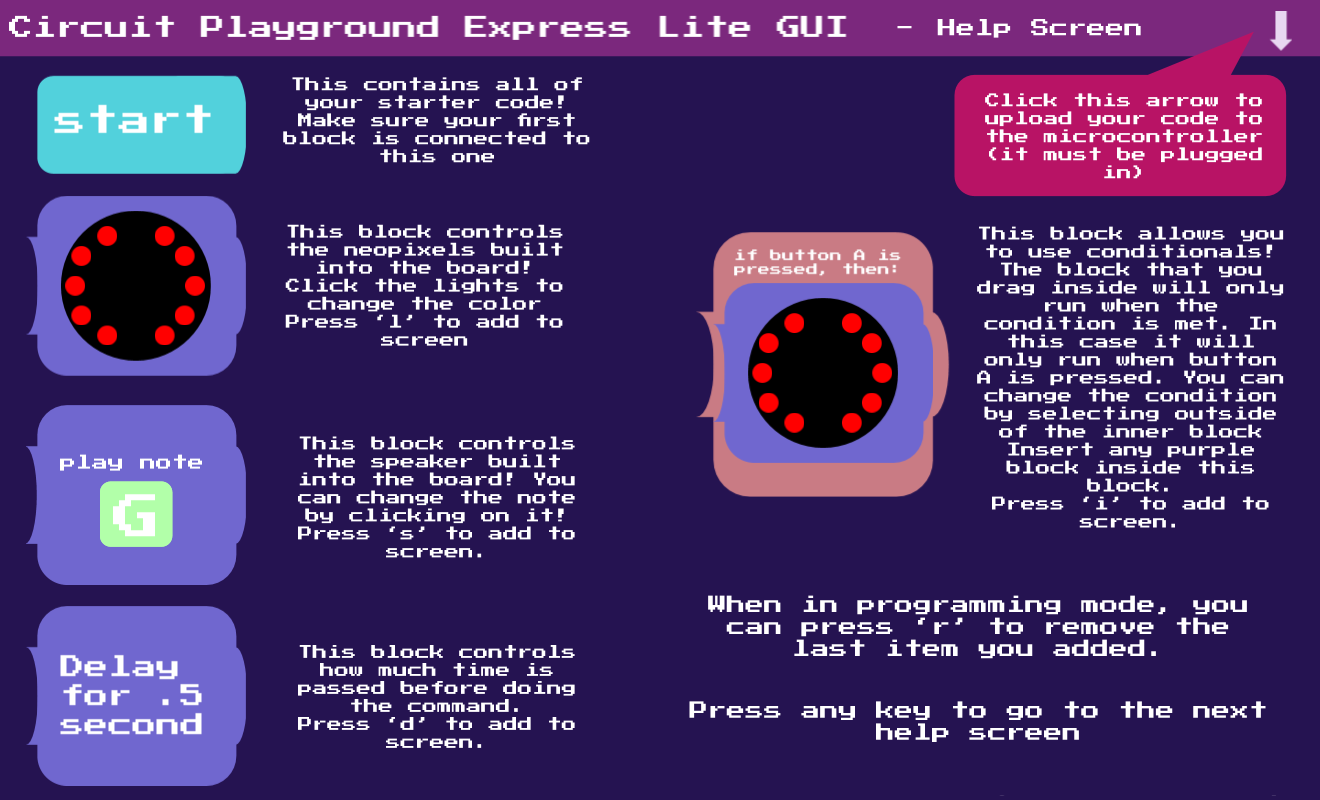 Circuit Playground Express Lite GUI - Help Screen
start
This contains all of
your starter code!
Make sure your first
block is connected to
this one
Click this arrow to
upload your code to
the microcontroller
(it must be plugged
in)
This block controls
the neopixels built
into the board!
Click the lights to
change the color
Press ‘l’ to add to
screen
if button A is
pressed, then:
This block allows you
to use conditionals!
The block that you
drag inside will only
run when the
condition is met. In
this case it will
only run when button
A is pressed. You can
change the condition
by selecting outside
of the inner block
Insert any purple
block inside this
block.
Press ‘i’ to add to
screen.
play note
G
This block controls
the speaker built
into the board! You
can change the note
by clicking on it!
Press ‘s’ to add to
screen.
Delay
for .5
second
This block controls
how much time is
passed before doing
the command.
Press ‘d’ to add to
screen.
When in programming mode, you
can press ‘r’ to remove the
last item you added.
Press any key to go to the next
help screen